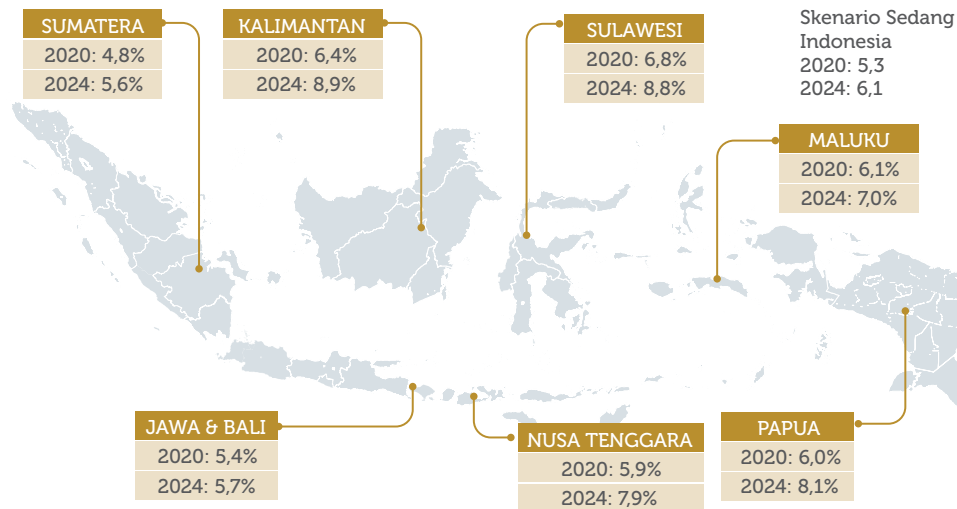 SUMATERA
2020: 4,8%
2024: 5,6%
KALIMANTAN
2020: 6,4%
2024: 8,9%
SULAWESI
2020: 6,8%
2024: 8,8%
Skenario Sedang
Indonesia
2020: 5,3
2024: 6,1
MALUKU
2020: 6,1%
2024: 7,0%
JAWA & BALI
2020: 5,4%
2024: 5,7%
NUSA TENGGARA
2020: 5,9%
2024: 7,9%
PAPUA
2020: 6,0%
2024: 8,1%